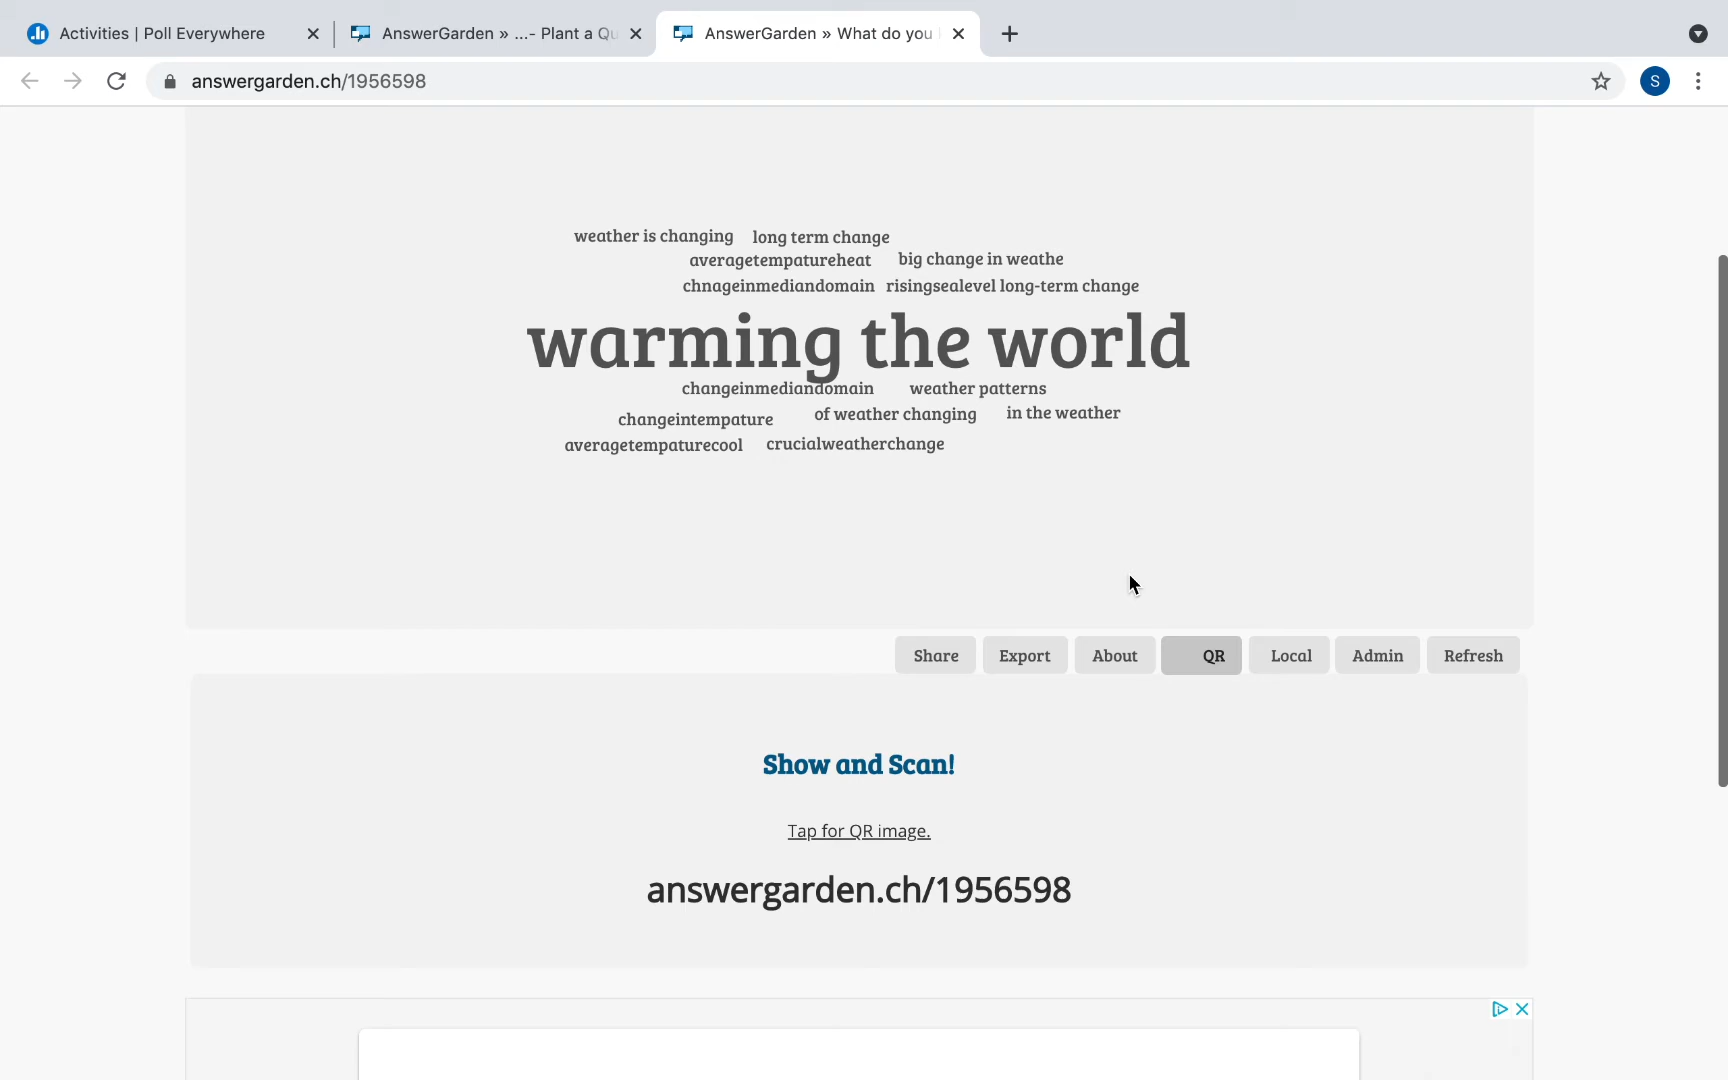 Activities | Poll Everywhere
AnswerGarden » ...- Plant a Qu
AnswerGarden » What do you
answergarden.ch/1956598
S
weather is changing long term change
averagetempatureheat big change in weathe
chnageinmediandomain risingsealevel long-term change
warming the world
changeinmediandomain weather patterns
changeintempature of weather changing in the weather
averagetempaturecool crucialweatherchange
Share Export About QR Local Admin Refresh
Show and Scan!
Tap for QR image.
answergarden.ch/1956598